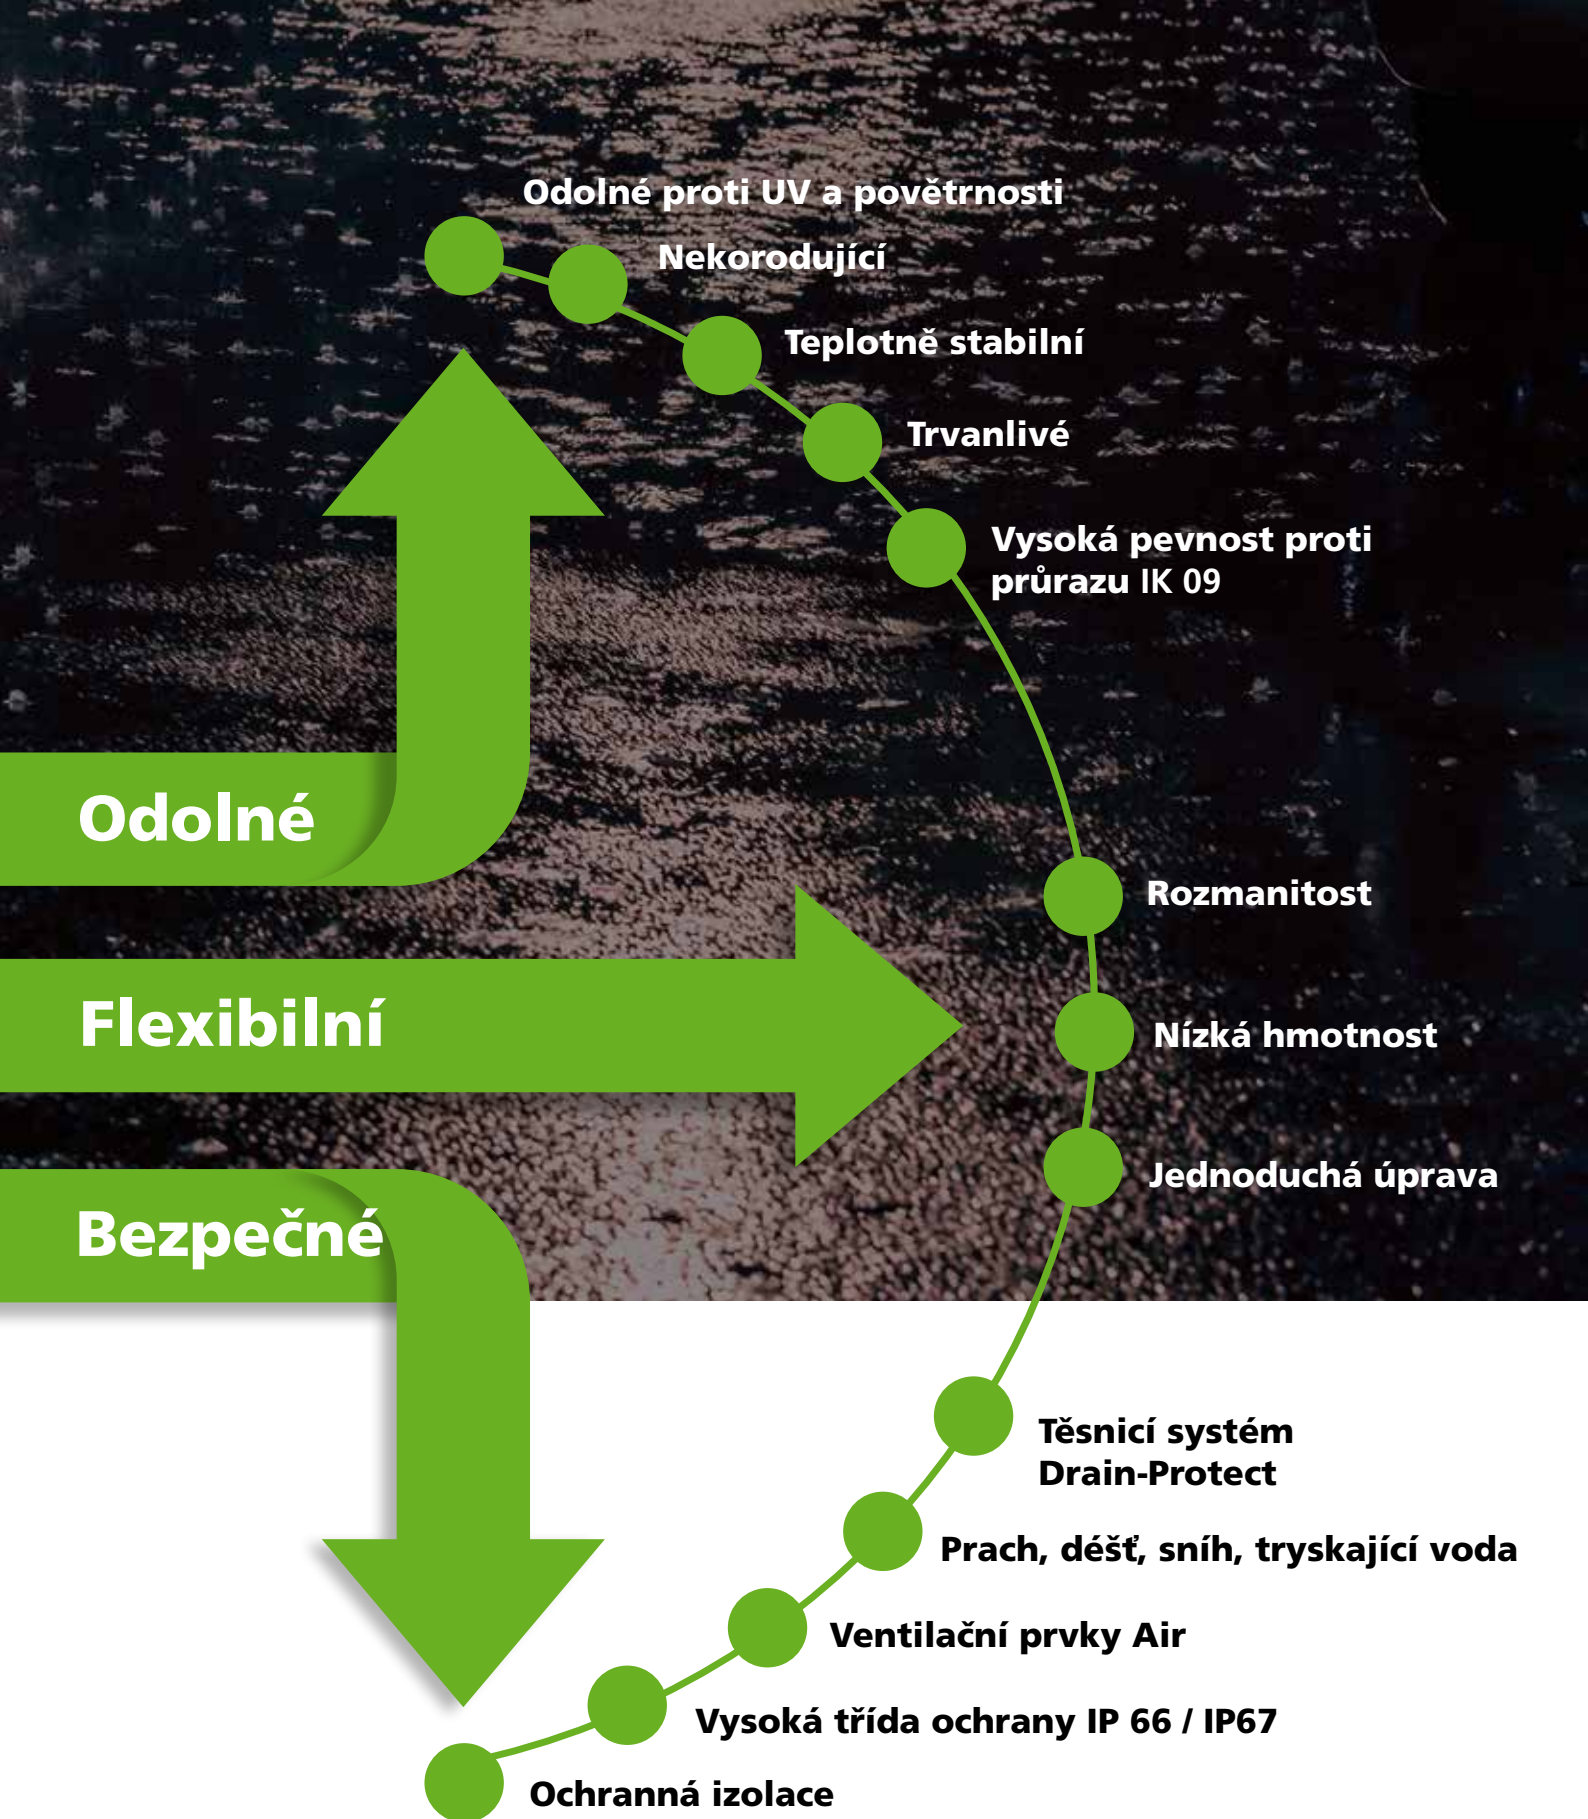 Odolné proti UV a povětrnosti
Nekorodující
Teplotně stabilní
Trvanlivé
Vysoká pevnost proti
průrazu IK 09
Odolné
Rozmanitost
Flexibilní
Nízká hmotnost
Jednoduchá úprava
Bezpečné
Těsnicí systém
Drain-Protect
Prach, déšť, sníh, tryskající voda
Ventilační prvky Air
Vysoká třída ochrany IP 66 / IP67
Ochranná izolace